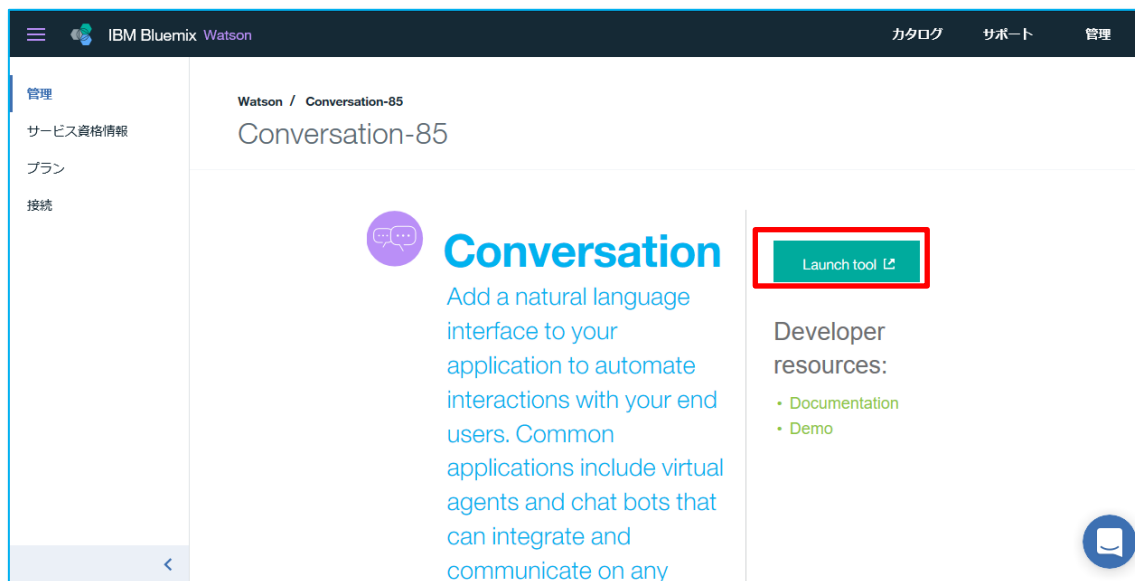 IBM Bluemix Watson
カタログ サポート 管理
管理
サービス資格情報
プラン
接続
Watson / Conversation-85
Conversation-85
Conversation
Add a natural language
interface to your
application to automate
interactions with your end
users. Common
applications include virtual
agents and chat bots that
can integrate and
communicate on any
Launch tool
Developer
resources:
• Documentation
• Demo